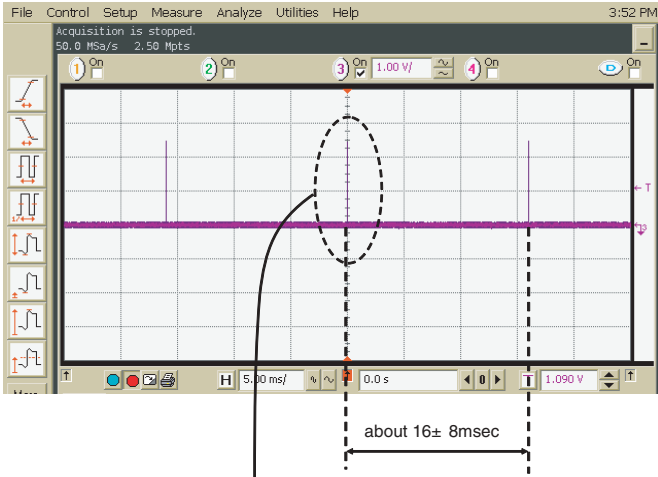 File Control Setup Measure Analyze Utilities Help 3:52 PM
Acquisition is stopped.
50.0 MSa/s 2.50 Mpts
1 On 2 On 3 On 1.00 V/ 4 On D On
T
3
H 5.00 ms/ 0.0 s 0 T 1.090 V
about 16± 8msec